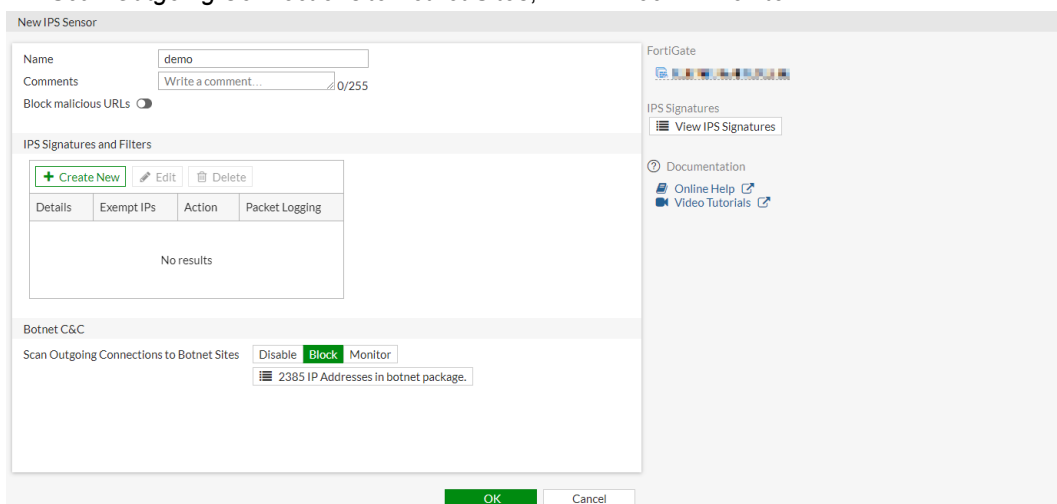 New IPS Sensor
Name demo
Comments Write a comment... 0/255
Block malicious URLs
IPS Signatures and Filters
Create New Edit Delete
Details Exempt IPs Action Packet Logging
No results
Botnet C&C
Scan Outgoing Connections to Botnet Sites Disable Block Monitor
2385 IP Addresses in botnet package.
OK Cancel
FortiGate
IPS Signatures
View IPS Signatures
Documentation
Online Help
Video Tutorials